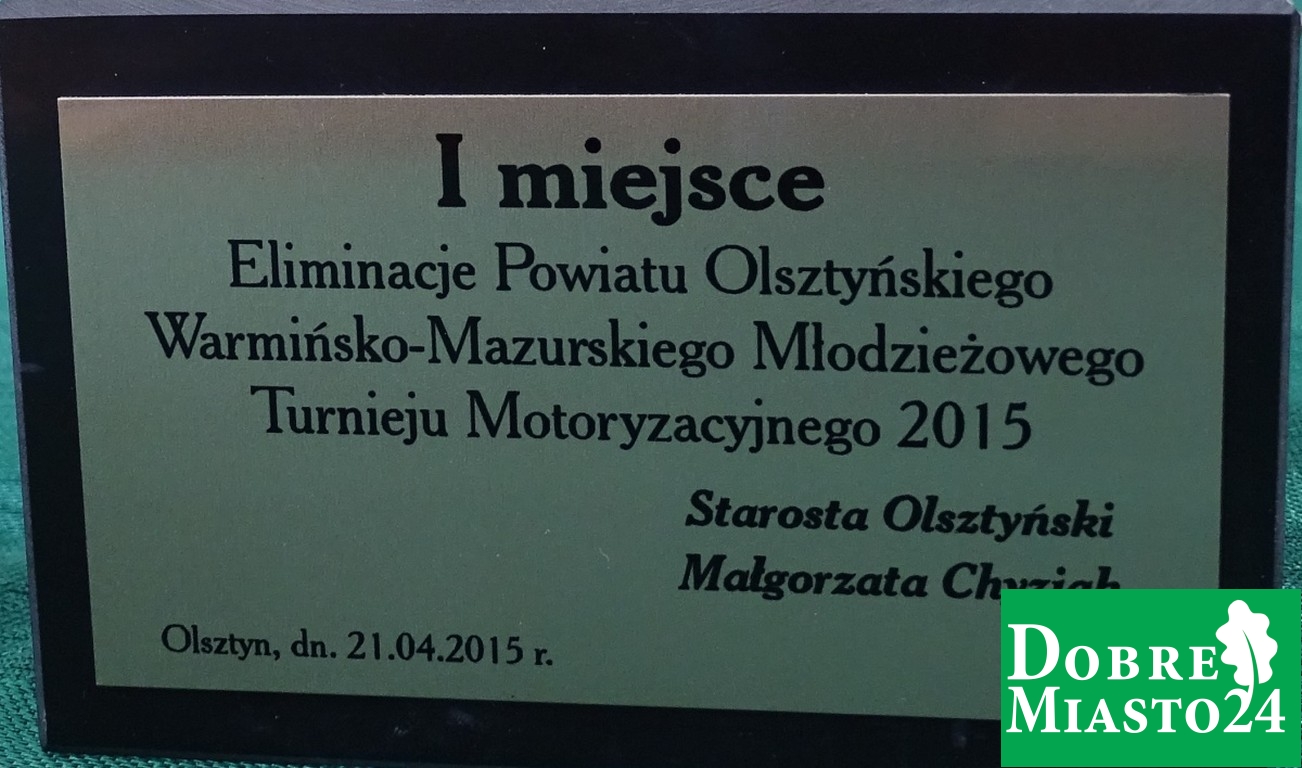 I miejsce
Eliminacje Powiatu Olsztyńskiego
Warmińsko-Mazurskiego Młodzieżowego
Turnieju Motoryzacyjnego 2015
Starosta Olsztyński
Małgorzata
Olsztyn, dn. 21.04.2015 r.
DOBRE
MIASTO24